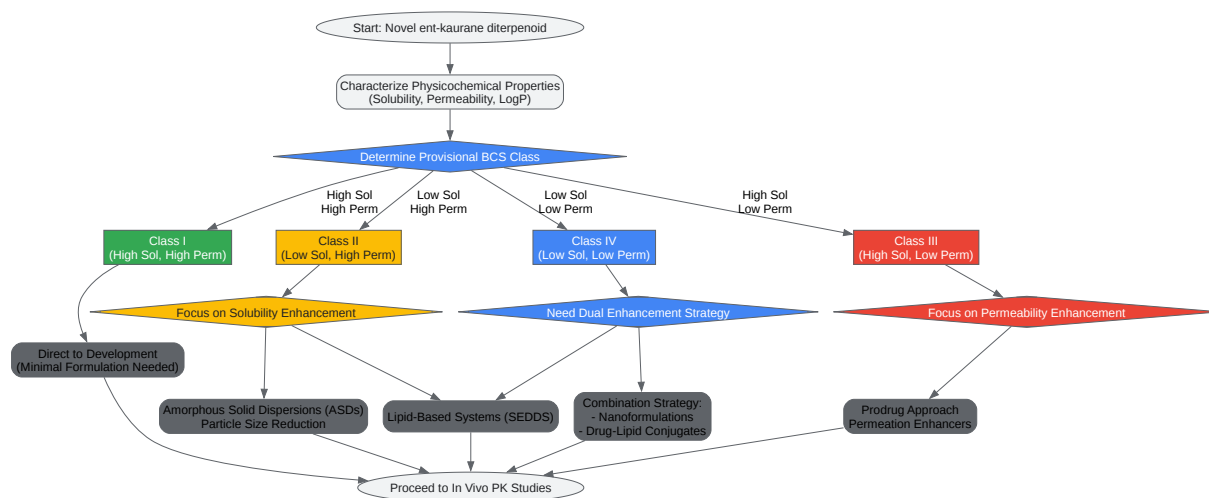 Start: Novel ent-kaurane diterpenoid
Characterize Physicochemical Properties
(Solubility, Permeability, LogP)
Determine Provisional BCS Class
High Sol
High Perm
Low Sol
High Perm
Low Sol
Low Perm
High Sol
Low Perm
Class I
(High Sol, High Perm)
Class II
(Low Sol, High Perm)
Class IV
(Low Sol, Low Perm)
Class III
(High Sol, Low Perm)
Focus on Solubility Enhancement
Need Dual Enhancement Strategy
Focus on Permeability Enhancement
Direct to Development
(Minimal Formulation Needed)
Amorphous Solid Dispersions (ASDs)
Particle Size Reduction
Lipid-Based Systems (SEDDS)
Combination Strategy:
- Nanoformulations
- Drug-Lipid Conjugates
Prodrug Approach
Permeation Enhancers
Proceed to In Vivo PK Studies